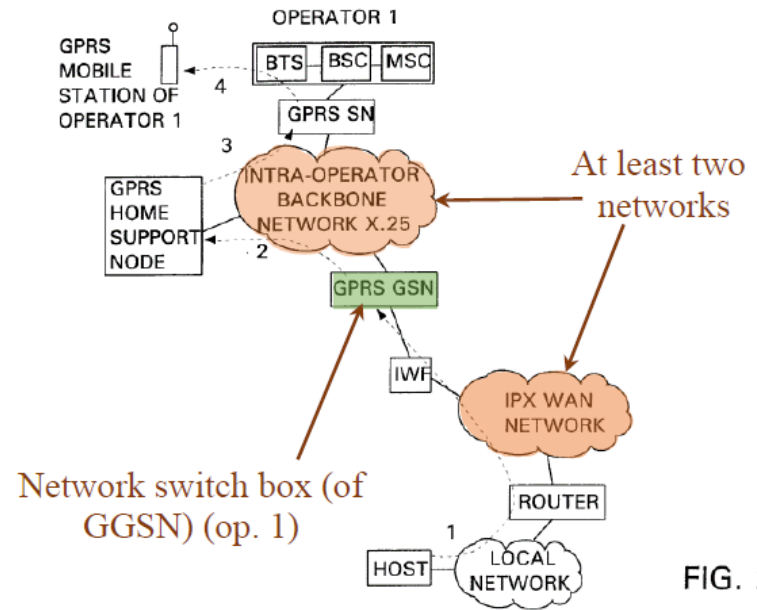 OPERATOR 1
GPRS
MOBILE
STATION OF
OPERATOR 1
BTS
BSC
MSC
4
GPRS SN
3
INTRA-OPERATOR
BACKBONE
NETWORK X.25
At least two
networks
GPRS
HOME
SUPPORT
NODE
2
GPRS GSN
IWF
IPX WAN
NETWORK
Network switch box (of
GGSN) (op. 1)
ROUTER
1
HOST
LOCAL
NETWORK
FIG.